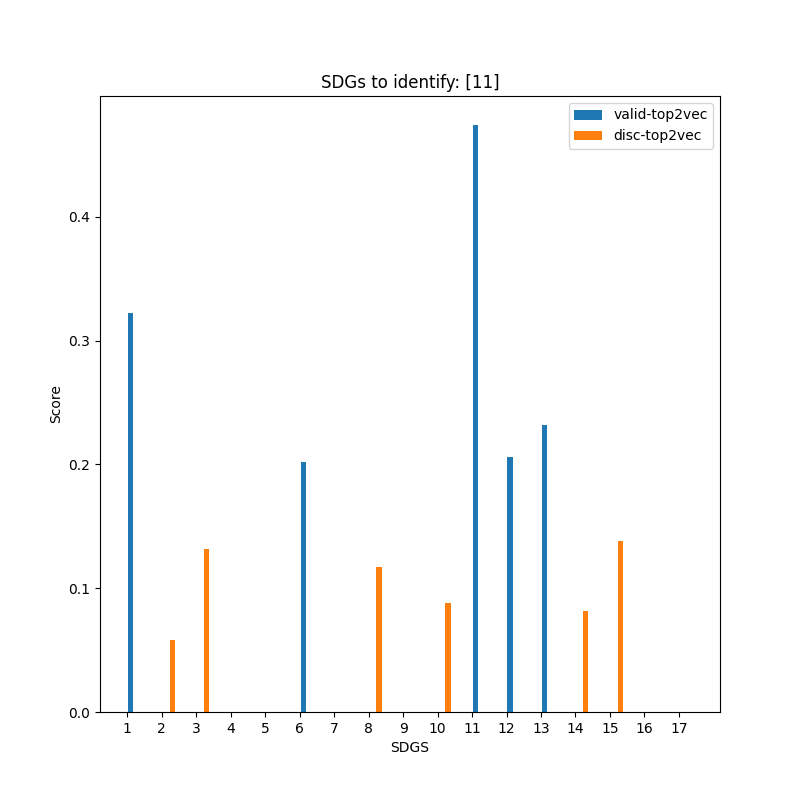 SDGs to identify: [11]
valid-top2vec
disc-top2vec
0.4
0.3
Score
0.2
0.1
0.0
1 2 3 4 5 6 7 8 9 10 11 12 13 14 15 16 17
SDGS